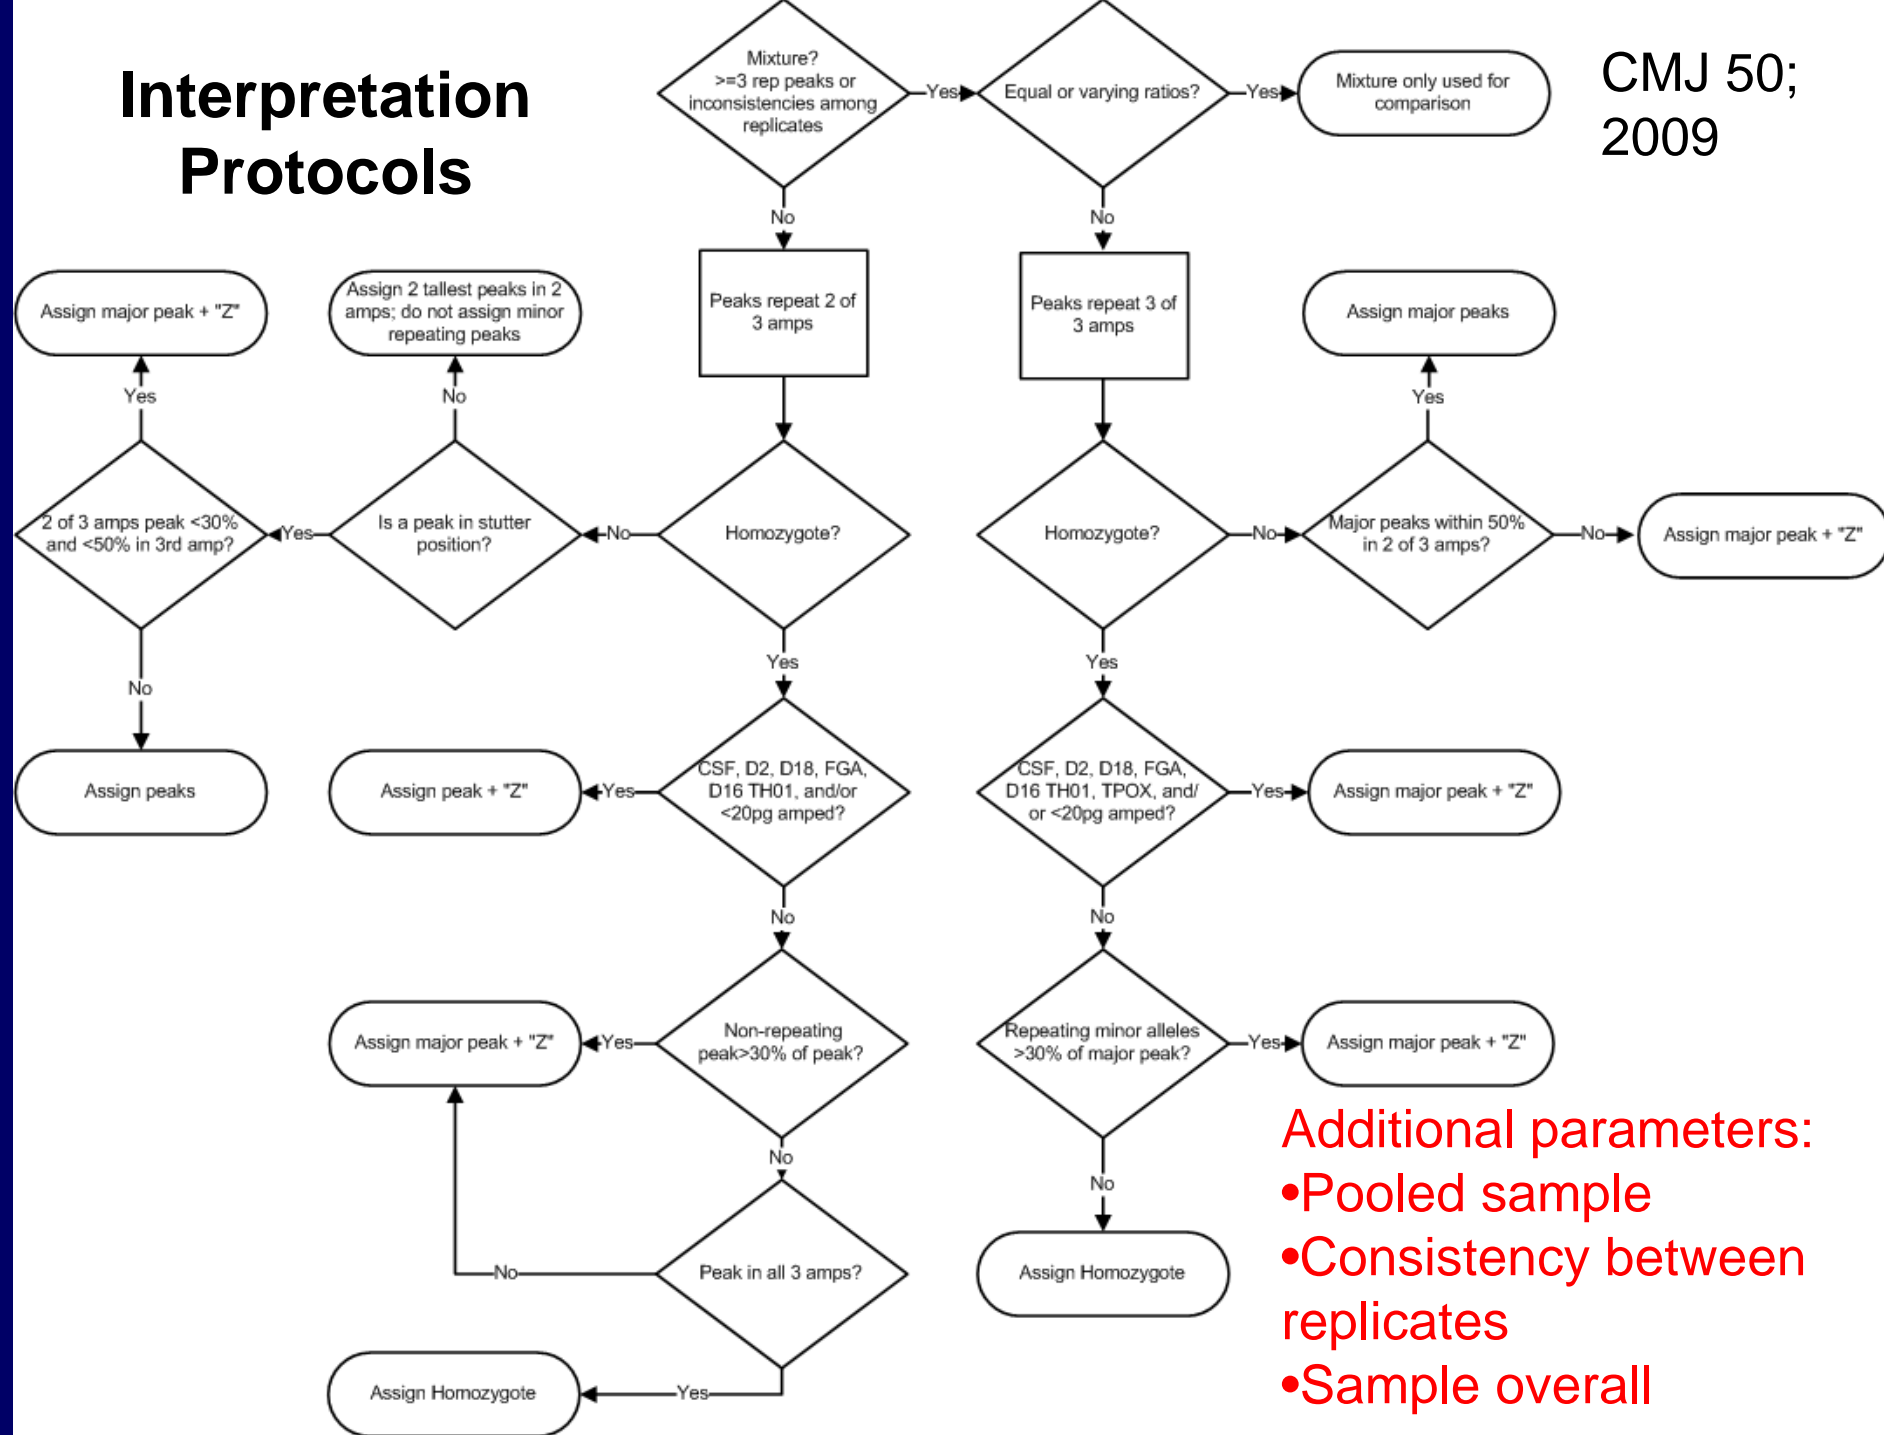 Interpretation
Protocols
Mixture?
>=3 rep peaks or
inconsistencies among
replicates
Yes
Equal or varying ratios?
Yes
Mixture only used for
comparison
CMJ 50;
2009
No
No
Assign major peak + "Z"
Assign 2 tallest peaks in 2
amps; do not assign minor
repeating peaks
Peaks repeat 2 of
3 amps
Peaks repeat 3 of
3 amps
Assign major peaks
Yes
No
Yes
2 of 3 amps peak <30%
and <50% in 3rd amp?
Yes
Is a peak in stutter
position?
No
Homozygote?
Homozygote?
No
Major peaks within 50%
in 2 of 3 amps?
No
Assign major peak + "Z"
No
Yes
Yes
Assign peaks
Assign peak + "Z"
Yes
CSF, D2, D18, FGA,
D16 TH01, and/or
<20pg amped?
CSF, D2, D18, FGA,
D16 TH01, TPOX, and/
or <20pg amped?
Yes
Assign major peak + "Z"
No
No
Assign major peak + "Z"
Yes
Non-repeating
peak>30% of peak?
Repeating minor alleles
>30% of major peak?
Yes
Assign major peak + "Z"
No
No
No
Peak in all 3 amps?
Assign Homozygote
Assign Homozygote
Yes
Additional parameters:
•Pooled sample
•Consistency between
replicates
•Sample overall